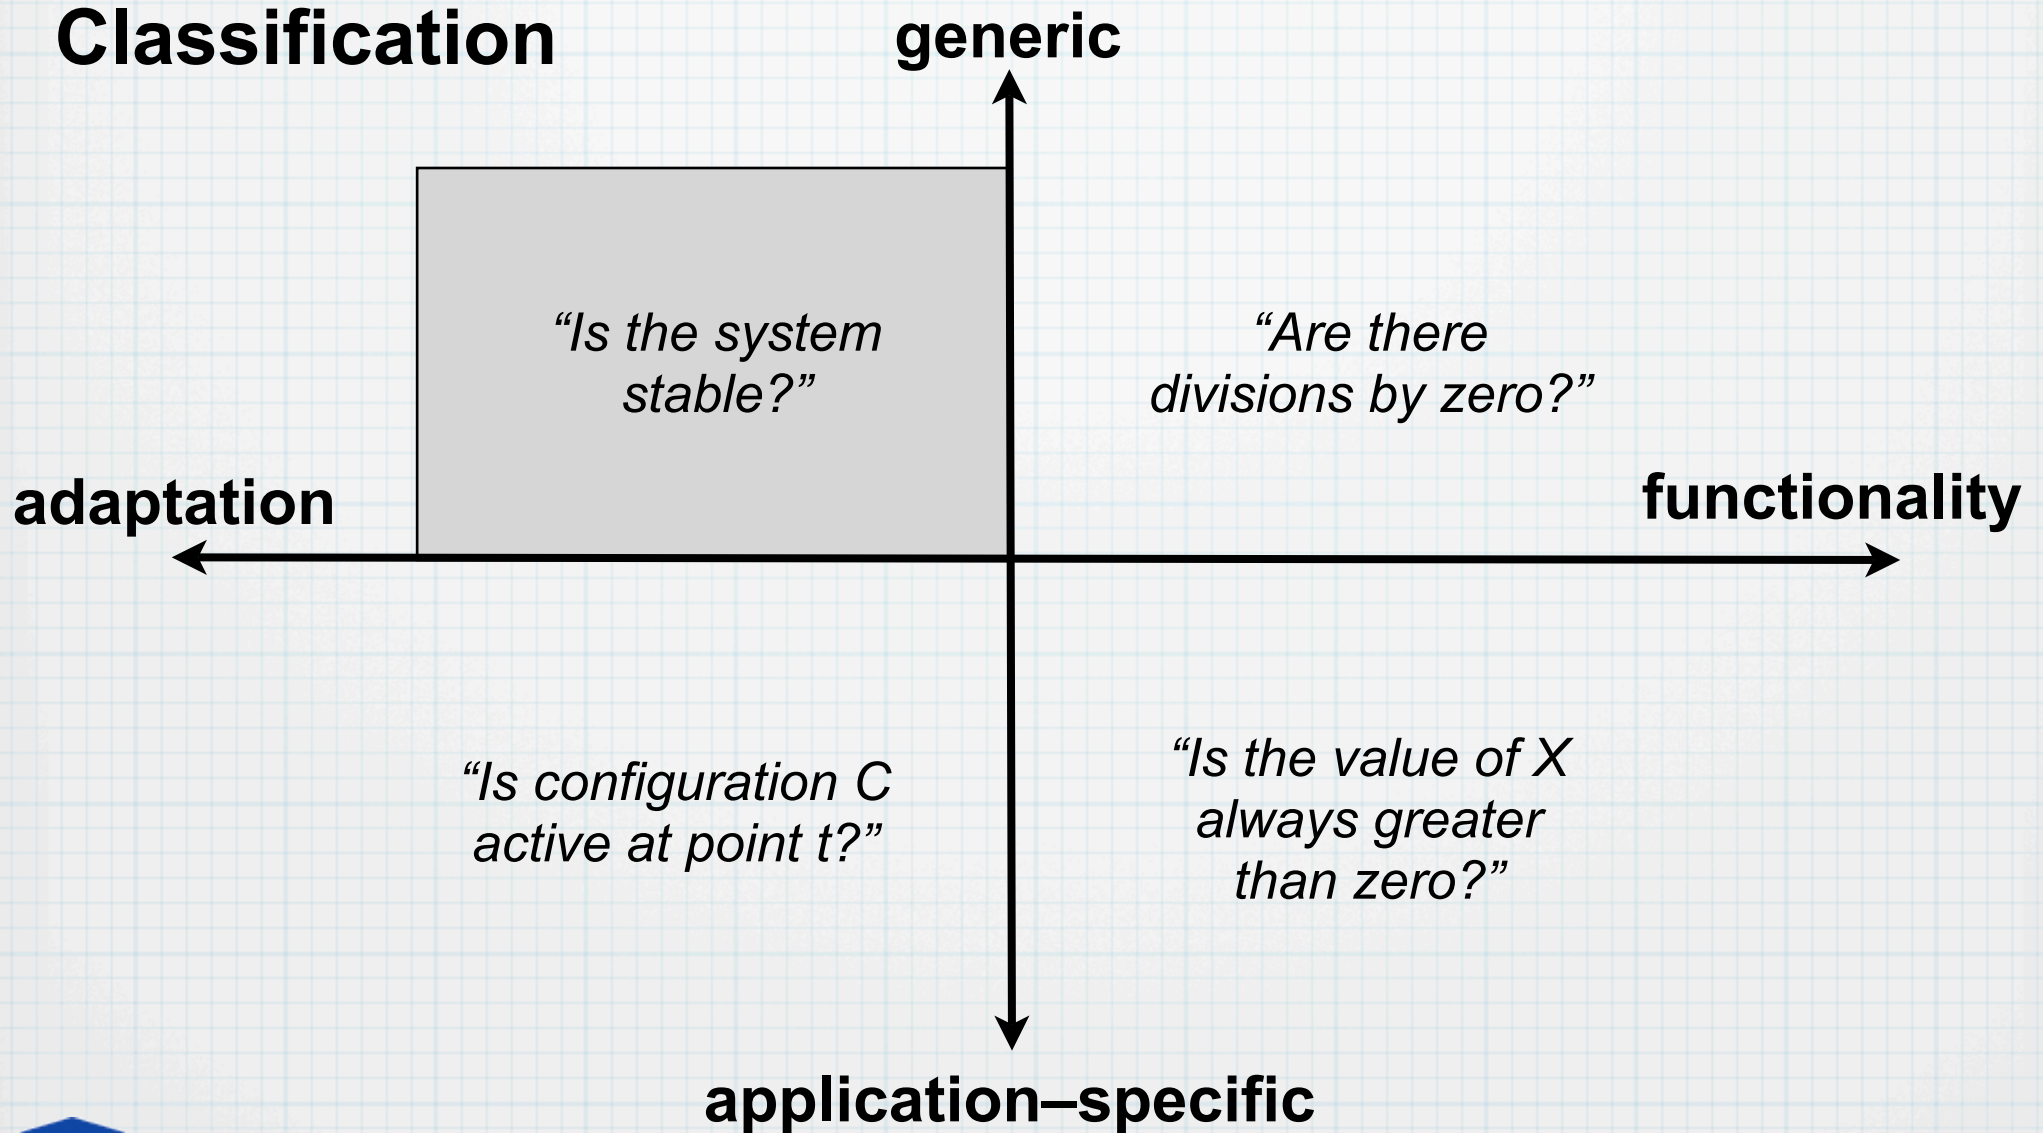 Classification
generic
“Is the system
stable?”
“Are there
divisions by zero?”
adaptation
functionality
“Is configuration C
active at point t?”
“Is the value of X
always greater
than zero?”
application–specific